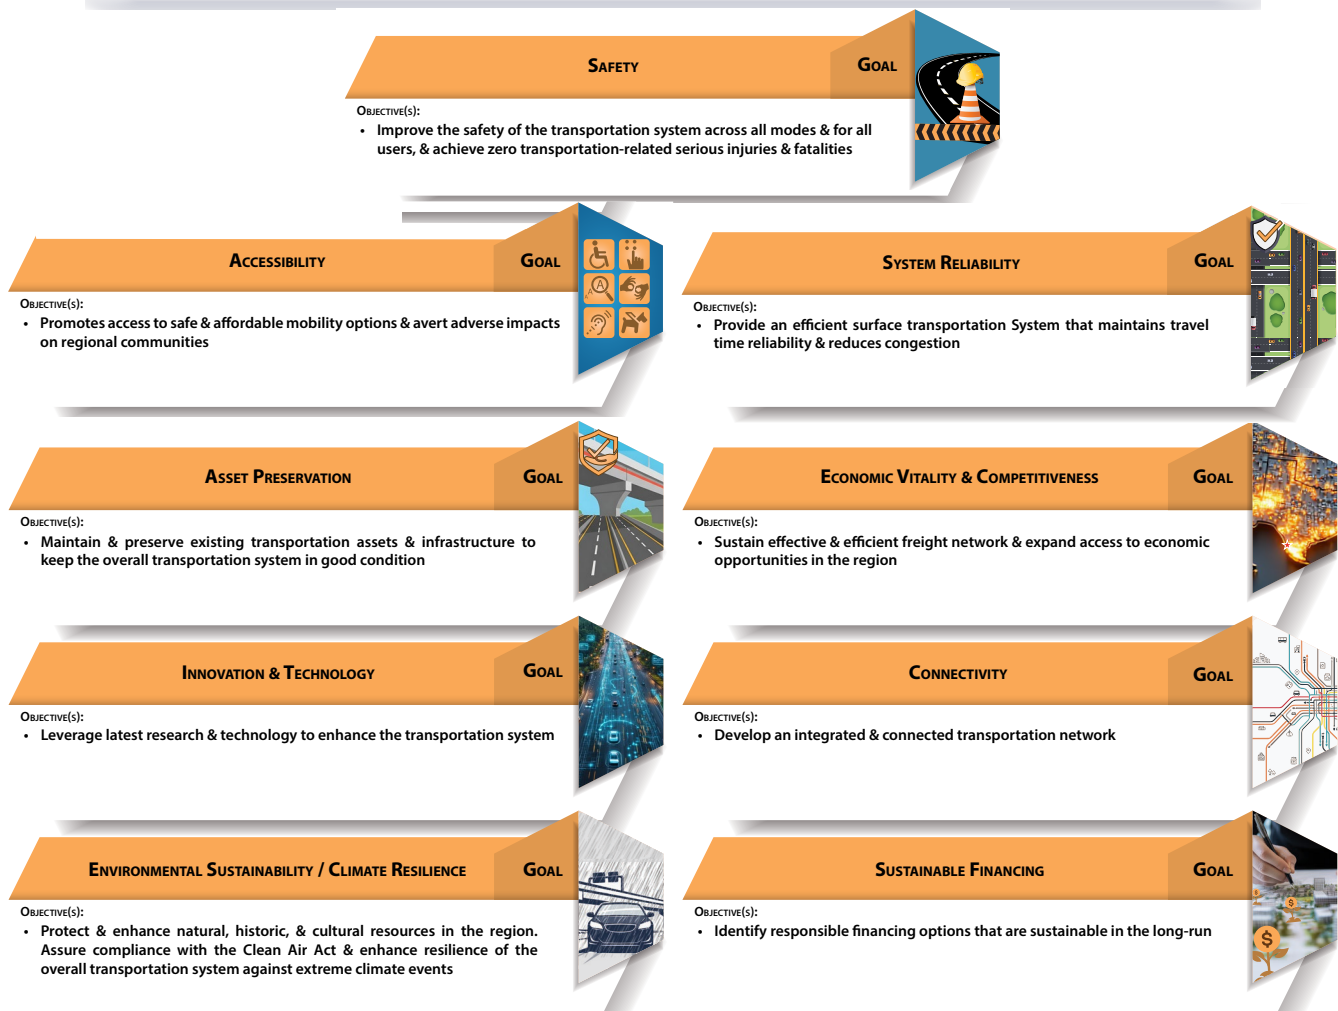 Safety
Goal
Objective(s):
• Improve the safety of the transportation system across all modes & for all
users, & achieve zero transportation-related serious injuries & fatalities
Accessibility
Goal
Objective(s):
• Promotes access to safe & affordable mobility options & avert adverse impacts
on regional communities
System Reliability
Goal
Objective(s):
• Provide an efficient surface transportation System that maintains travel
time reliability & reduces congestion
Asset Preservation
Goal
Objective(s):
• Maintain & preserve existing transportation assets & infrastructure to
keep the overall transportation system in good condition
Economic Vitality & Competitiveness
Goal
Objective(s):
• Sustain effective & efficient freight network & expand access to economic
opportunities in the region
Innovation & Technology
Goal
Objective(s):
• Leverage latest research & technology to enhance the transportation system
Connectivity
Goal
Objective(s):
• Develop an integrated & connected transportation network
Environmental Sustainability / Climate Resilience
Goal
Objective(s):
• Protect & enhance natural, historic, & cultural resources in the region.
Assure compliance with the Clean Air Act & enhance resilience of the
overall transportation system against extreme climate events
Sustainable Financing
Goal
Objective(s):
• Identify responsible financing options that are sustainable in the long-run